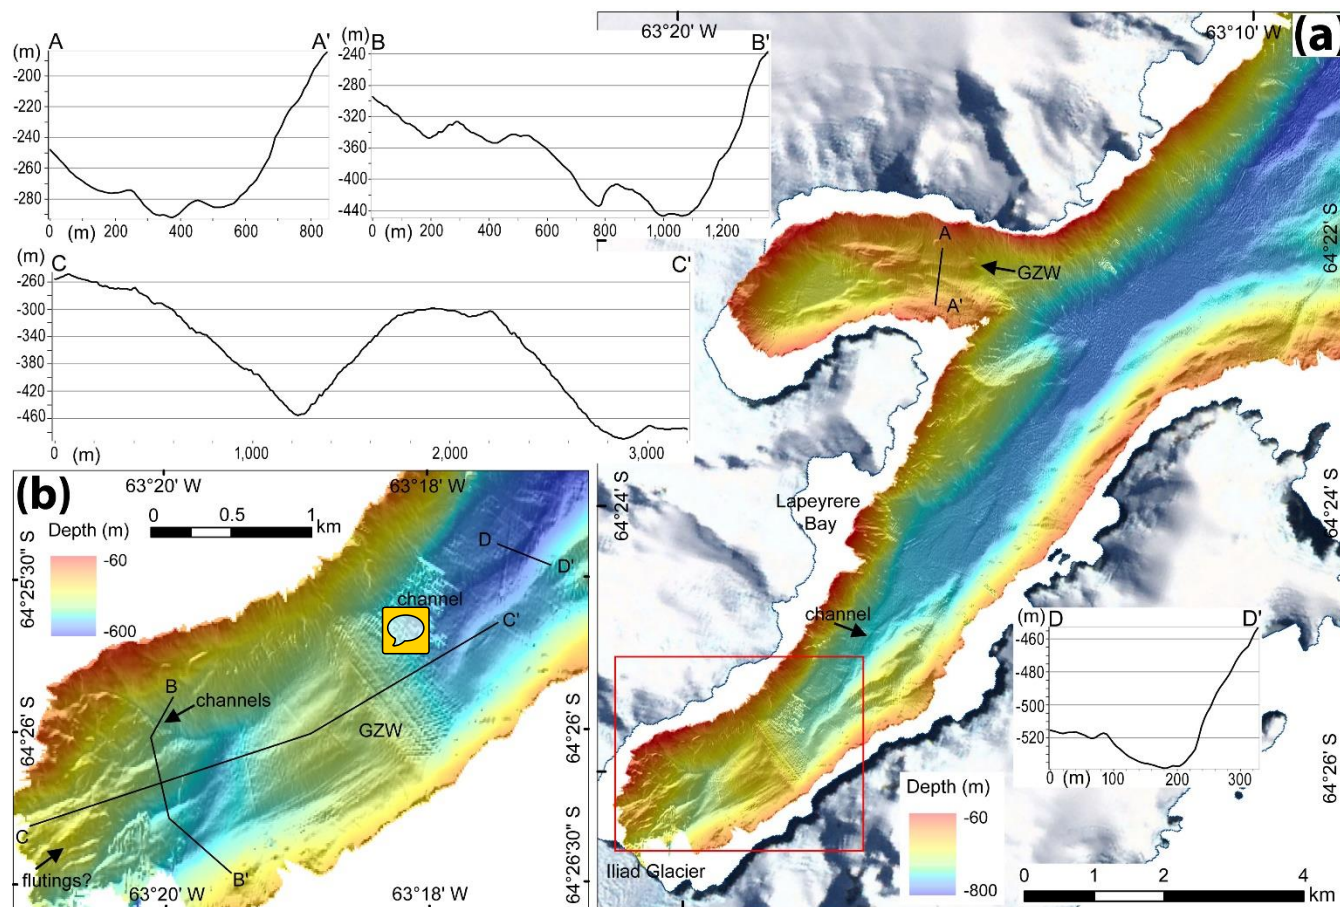 (a)
63°20' W
63°10' W
64°22' S
64°24' S
64°24' S
64°26' S
64°26' S
64°26'30" S
A
A'
GZW
Lapeyrere
Bay
channel
Iliad Glacier
Depth (m)
-60
-800
0 1 2 4
km
A A'
(m)
-200
-220
-240
-260
-280
0 (m) 200 400 600 800
B B'
(m)
-240
-280
-320
-360
-400
-440
0 (m) 200 400 600 800 1,000 1,200
C C'
(m)
-260
-300
-340
-380
-420
-460
0 (m) 1,000 2,000 3,000
D D'
(m)
-460
-480
-500
-520
0 (m) 100 200 300
(b)
63°20' W
63°18' W
Depth (m)
-60
-600
0 0.5 1
km
64°25'30" S
64°26' S
D
D'
channel
C'
B
channels
GZW
C
flutings?
B'
63°20' W
63°18' W